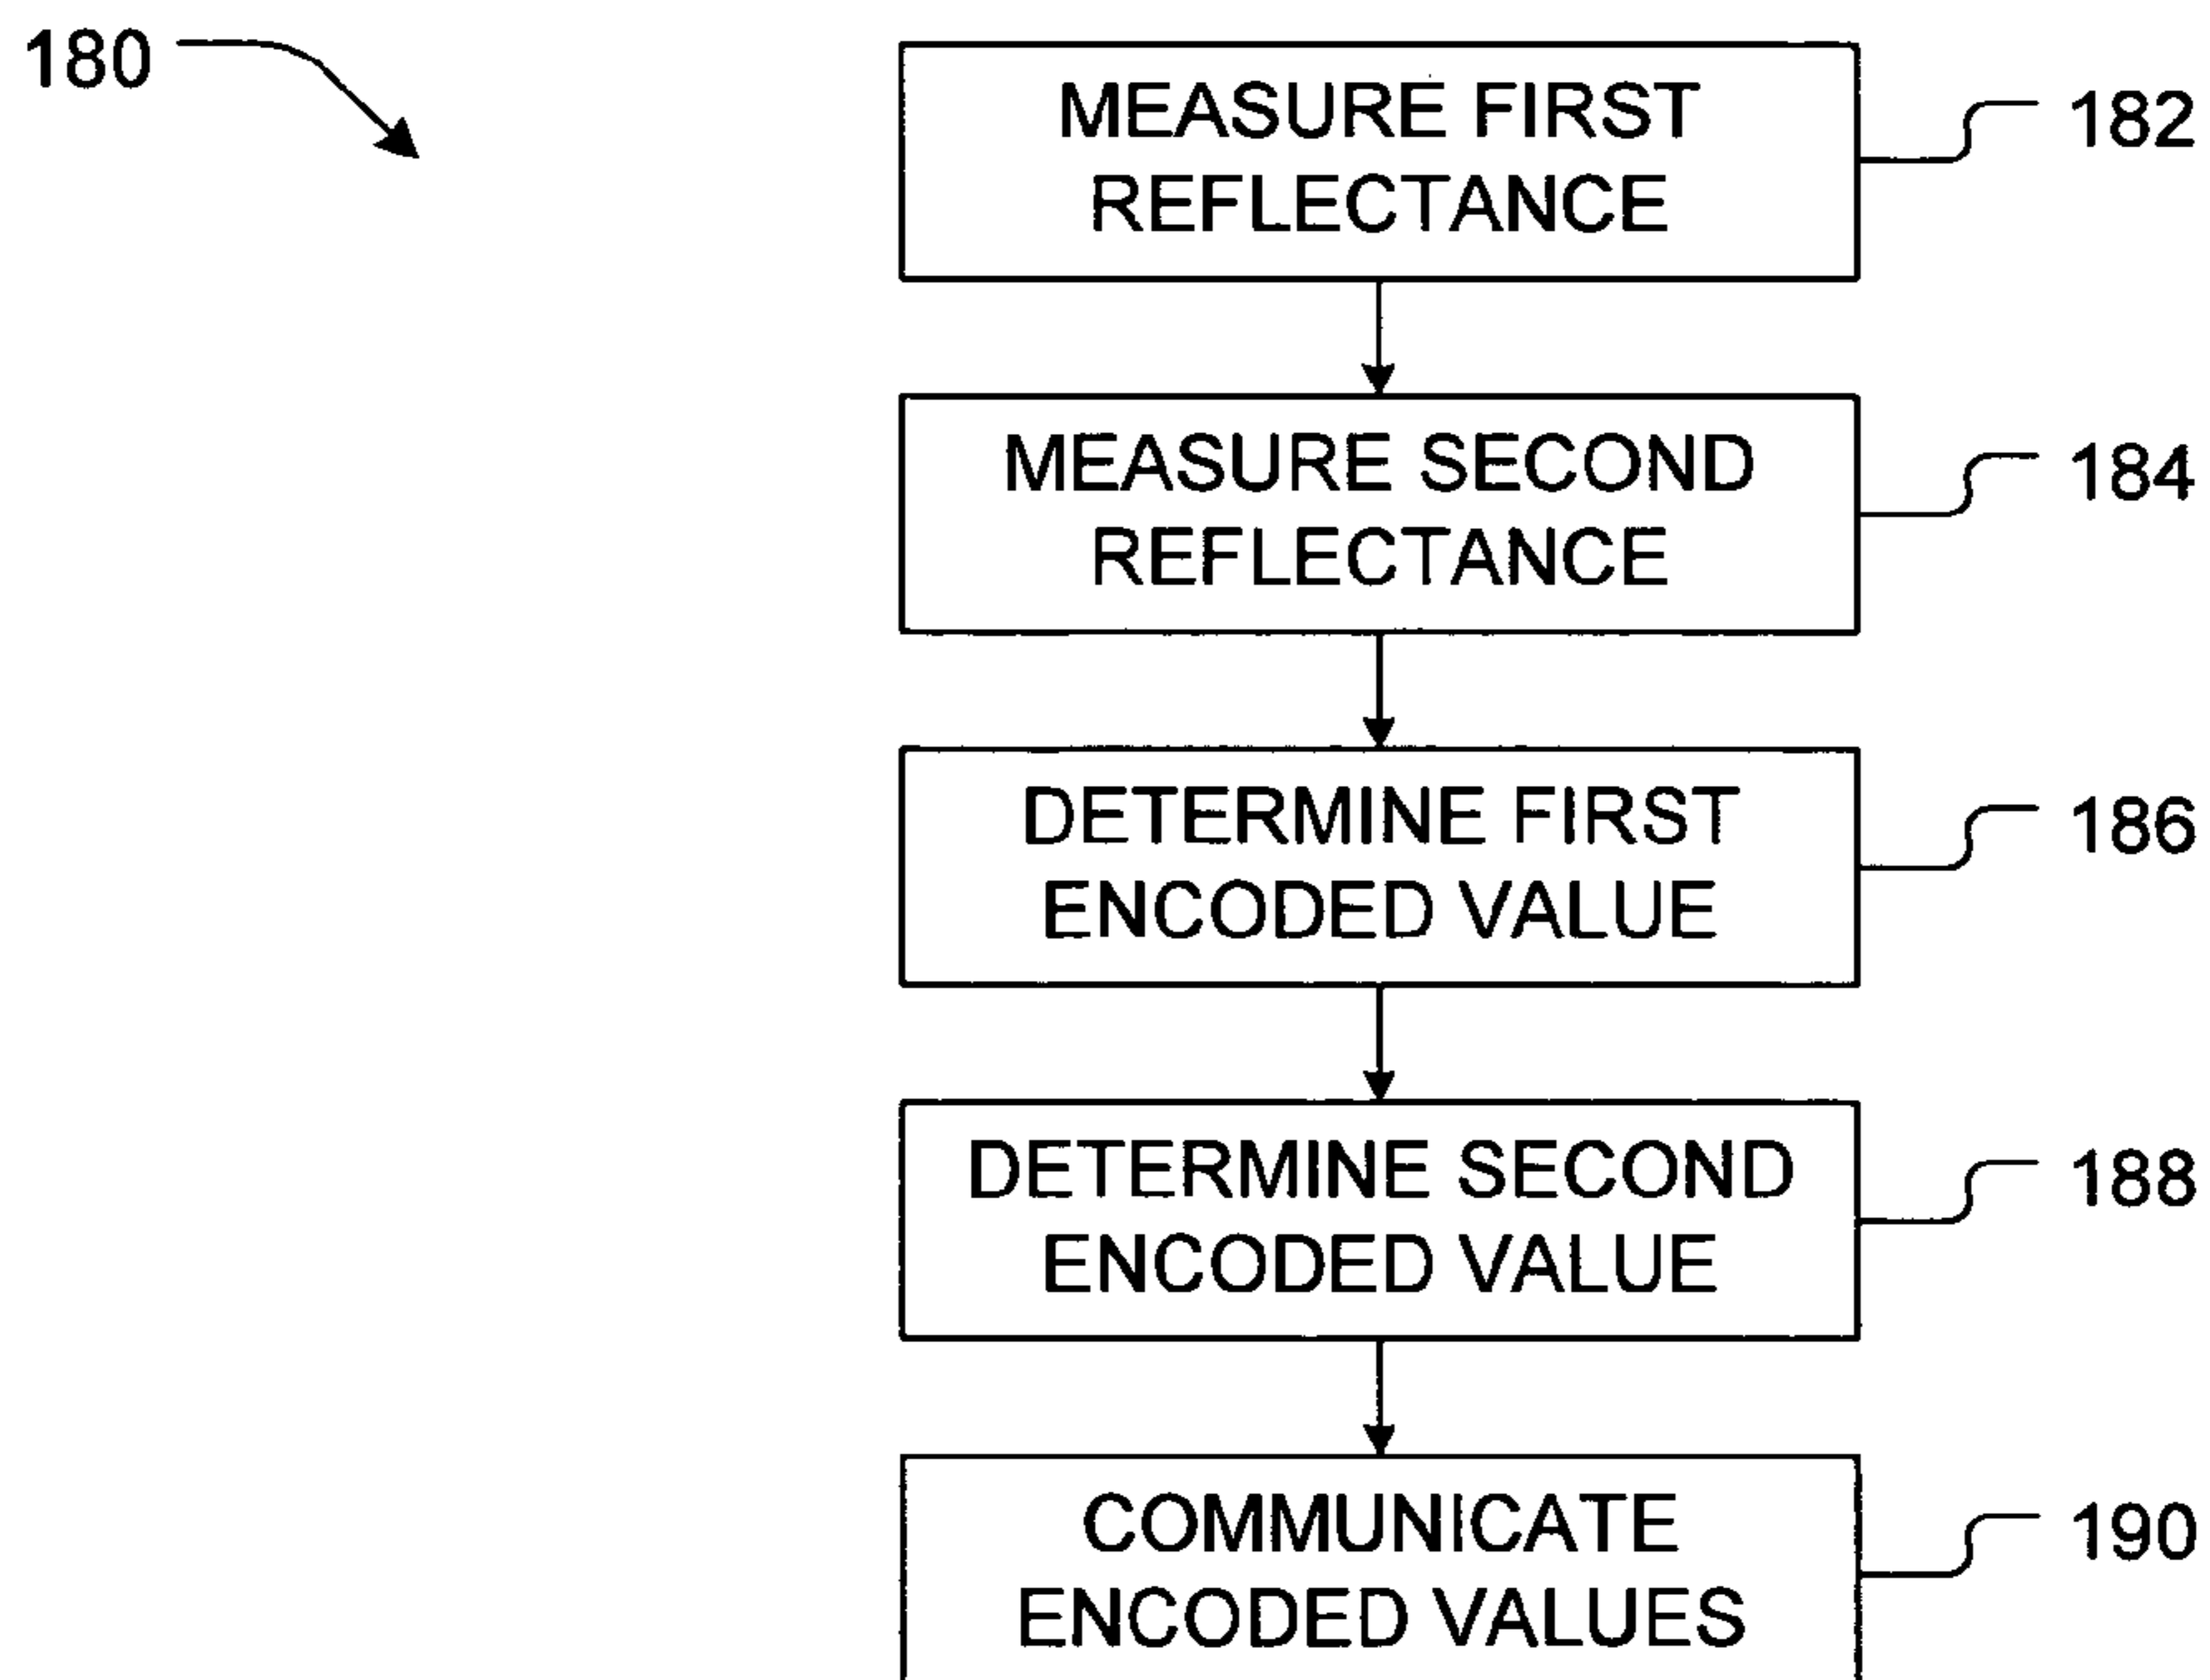 180
MEASURE FIRST
REFLECTANCE
182
MEASURE SECOND
REFLECTANCE
184
DETERMINE FIRST
ENCODED VALUE
186
DETERMINE SECOND
ENCODED VALUE
188
COMMUNICATE
ENCODED VALUES
190